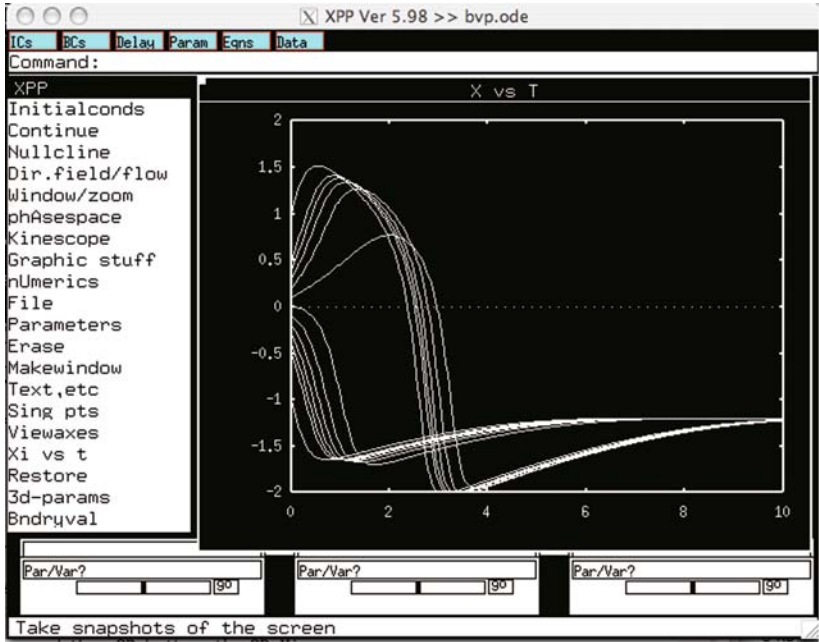 X XPP Ver 5.98 >> bvp.ode
ICs BCs Delay Param Eqns Data
Command:
XPP
Initialconds
Continue
Nullcline
Dir.field/flow
Window/zoom
phAsespace
Kinescope
Graphic stuff
nUmerics
File
Parameters
Erase
Makewindow
Text,etc
Sing pts
Viewaxes
Xi vs t
Restore
3d-params
Bndryval
X vs T
2
1.5
1
0.5
0
-0.5
-1
-1.5
-2
0 2 4 6 8 10
Par/Var? Par/Var? Par/Var?
go go go
Take snapshots of the screen